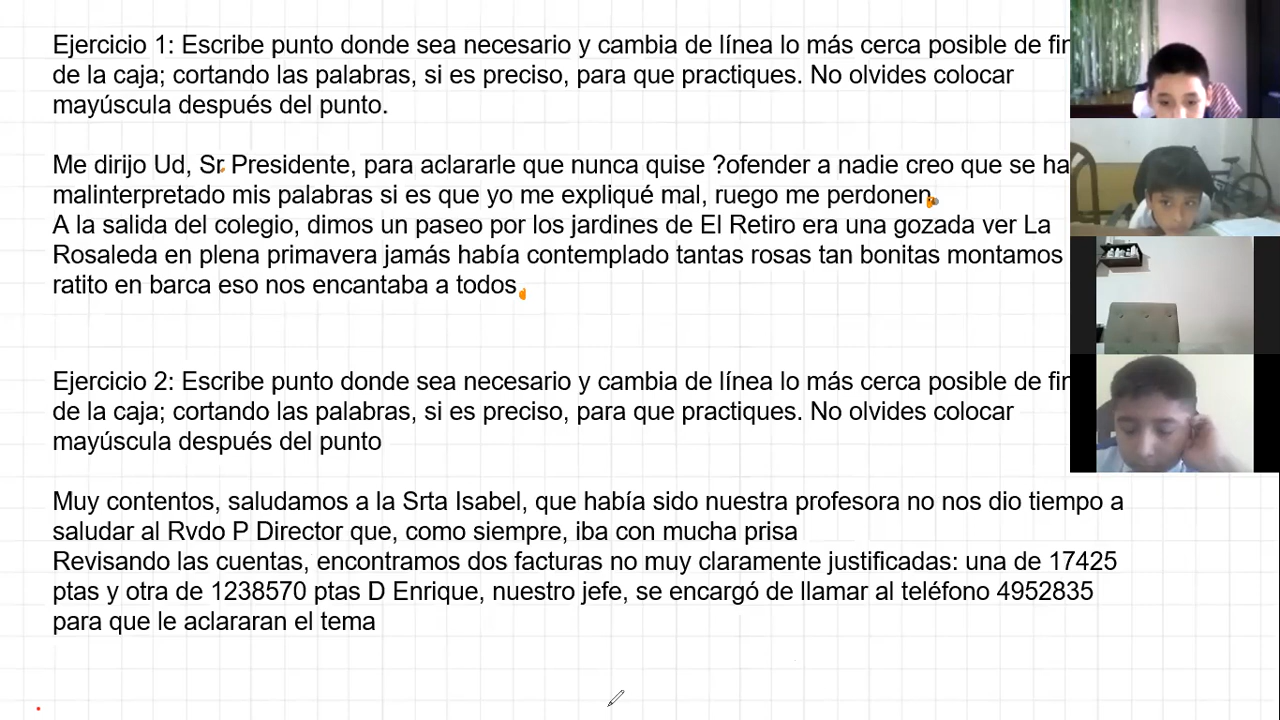 Ejercicio 1: Escribe punto donde sea necesario y cambia de línea lo más cerca posible de fin
de la caja; cortando las palabras, si es preciso, para que practiques. No olvides colocar
mayúscula después del punto.
Me dirijo Ud, Sr. Presidente, para aclararle que nunca quise ?ofender a nadie creo que se ha
malinterpretado mis palabras si es que yo me expliqué mal, ruego me perdonen.
A la salida del colegio, dimos un paseo por los jardines de El Retiro era una gozada ver La
Rosaleda en plena primavera jamás había contemplado tantas rosas tan bonitas montamos
ratito en barca eso nos encantaba a todos.
Ejercicio 2: Escribe punto donde sea necesario y cambia de línea lo más cerca posible de fin
de la caja; cortando las palabras, si es preciso, para que practiques. No olvides colocar
mayúscula después del punto
Muy contentos, saludamos a la Srta Isabel, que había sido nuestra profesora no nos dio tiempo a
saludar al Rvdo P Director que, como siempre, iba con mucha prisa
Revisando las cuentas, encontramos dos facturas no muy claramente justificadas: una de 17425
ptas y otra de 1238570 ptas D Enrique, nuestro jefe, se encargó de llamar al teléfono 4952835
para que le aclararan el tema